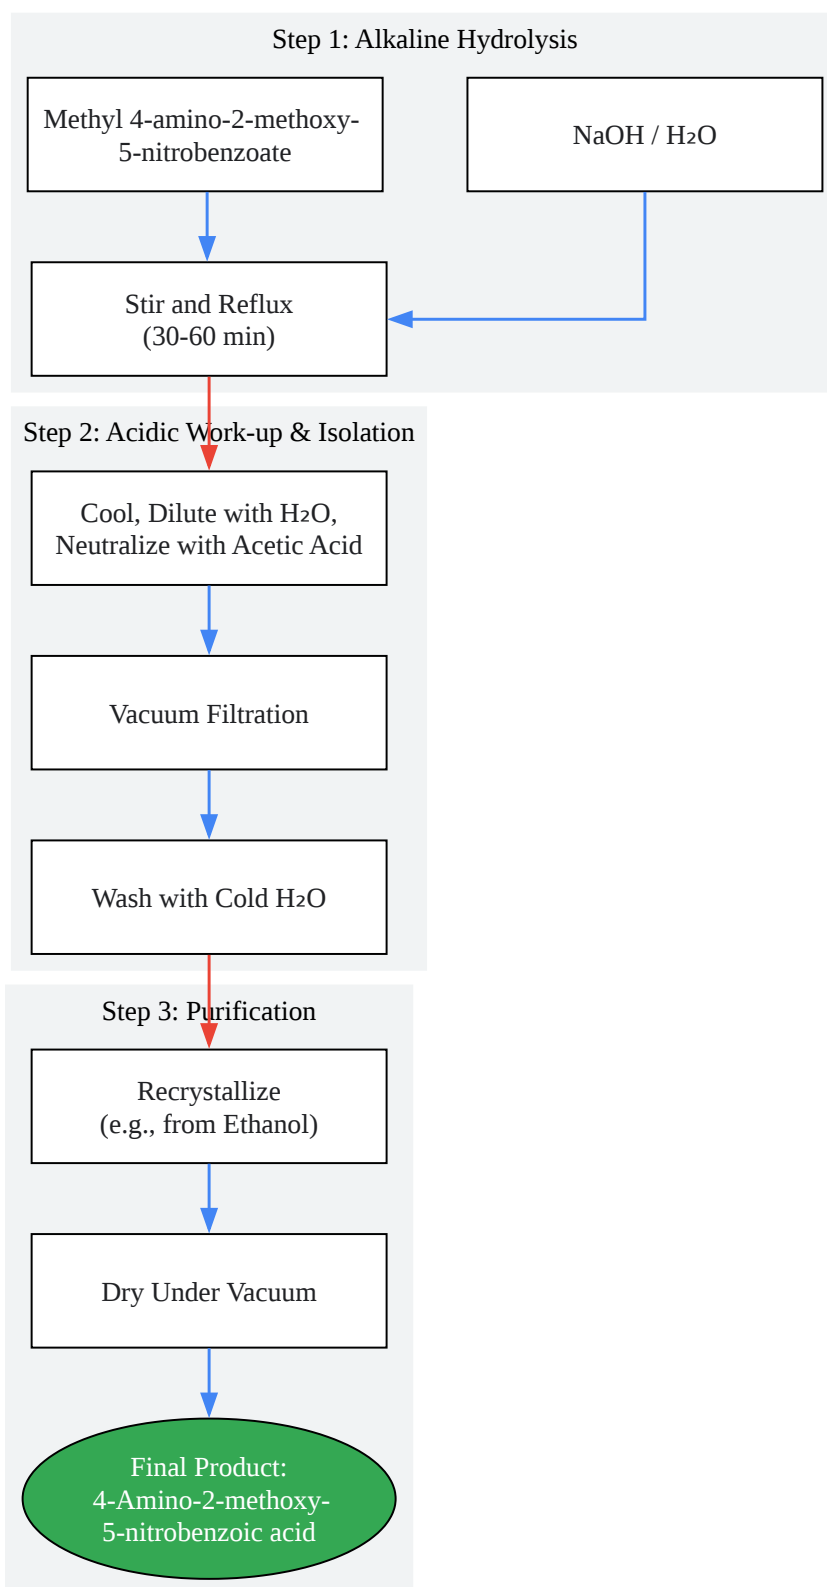 Step 1: Alkaline Hydrolysis
Methyl 4-amino-2-methoxy-
5-nitrobenzoate
NaOH / H₂O
Stir and Reflux
(30-60 min)
Step 2: Acidic Work-up & Isolation
Cool, Dilute with H₂O,
Neutralize with Acetic Acid
Vacuum Filtration
Wash with Cold H₂O
Step 3: Purification
Recrystallize
(e.g., from Ethanol)
Dry Under Vacuum
Final Product:
4-Amino-2-methoxy-
5-nitrobenzoic acid